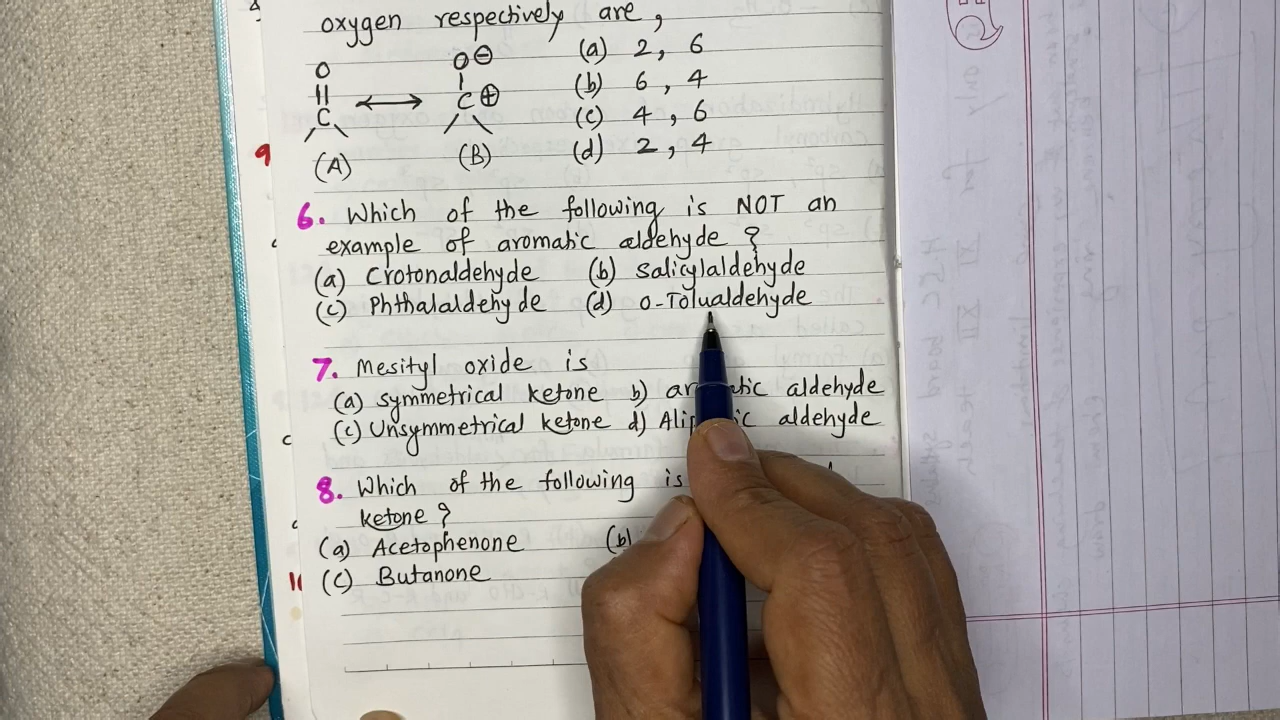 oxygen respectively are,
O O⊖ (a) 2, 6
C ⟷ C⊕ (b) 6, 4
(c) 4, 6
(A) (B) (d) 2, 4
9
6. Which of the following is NOT an
example of aromatic aldehyde ?
(a) Crotonaldehyde (b) Salicylaldehyde
(c) Phthalaldehyde (d) o-Tolualdehyde
7. Mesityl oxide is
(a) symmetrical ketone b) aldehyde
(c) Unsymmetrical ketone d) aldehyde
8. Which of the following is
ketone ?
(a) Acetophenone (b)
(c) Butanone